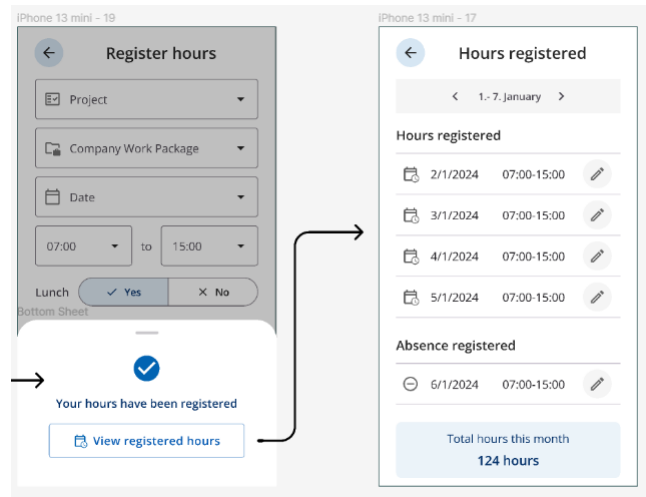 iPhone 13 mini - 19
Register hours
Project
Company Work Package
Date
07:00 to 15:00
Lunch Yes No
Bottom Sheet
Your hours have been registered
View registered hours
iPhone 13 mini - 17
Hours registered
1.- 7. January
Hours registered
2/1/2024 07:00-15:00
3/1/2024 07:00-15:00
4/1/2024 07:00-15:00
5/1/2024 07:00-15:00
Absence registered
6/1/2024 07:00-15:00
Total hours this month
124 hours